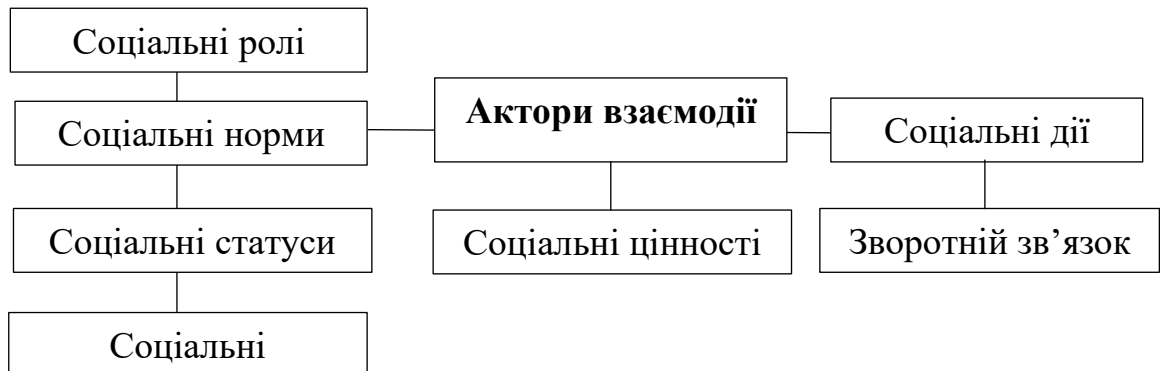 Соціальні ролі
Соціальні норми
Соціальні статуси
Соціальні
Актори взаємодії
Соціальні цінності
Соціальні дії
Зворотній зв’язок